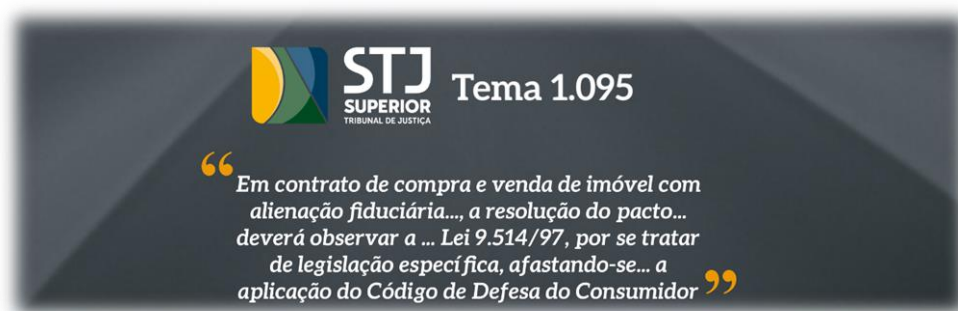 STJ
SUPERIOR
TRIBUNAL DE JUSTIÇA
Tema 1.095
“Em contrato de compra e venda de imóvel com
alienação fiduciária..., a resolução do pacto...
deverá observar a ... Lei 9.514/97, por se tratar
de legislação específica, afastando-se... a
aplicação do Código de Defesa do Consumidor”